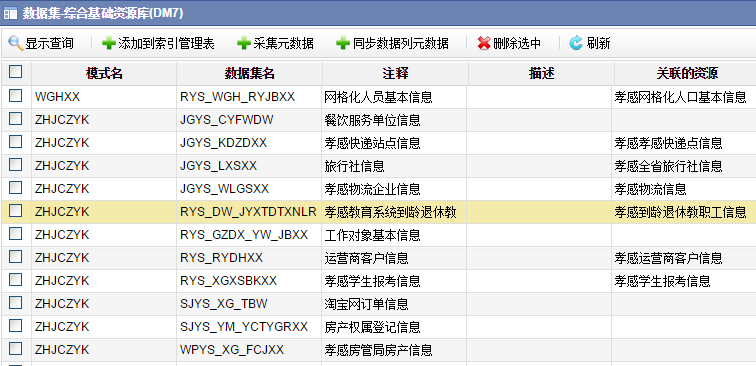 数据集-综合基础资源库(DM7)
显示查询 添加到索引管理表 采集元数据 同步数据列元数据 删除选中 刷新
模式名 数据集名 注释 描述 关联的资源
WGHXX RYS_WGH_RYJBXX 网格化人员基本信息 孝感网格化人口基本信息
ZHJCZYK JGYS_CYFWDW 餐饮服务单位信息
ZHJCZYK JGYS_KDZDXX 孝感快递站点信息 孝感孝感快递点信息
ZHJCZYK JGYS_LXSXX 旅行社信息 孝感全省旅行社信息
ZHJCZYK JGYS_WLGSXX 孝感物流企业信息 孝感物流信息
ZHJCZYK RYS_DW_JYXTDTXNLR 孝感教育系统到龄退休教 孝感到龄退休教职工信息
ZHJCZYK RYS_GZDX_YW_JBXX 工作对象基本信息
ZHJCZYK RYS_RYDHXX 运营商客户信息 孝感运营商客户信息
ZHJCZYK RYS_XGXSBKXX 孝感学生报考信息 孝感学生报考信息
ZHJCZYK SJYS_XG_TBW 淘宝网订单信息
ZHJCZYK SJYS_YM_YCTYGRXX 房产权属登记信息
ZHJCZYK WPYS_XG_FCJXX 孝感房管局房产信息